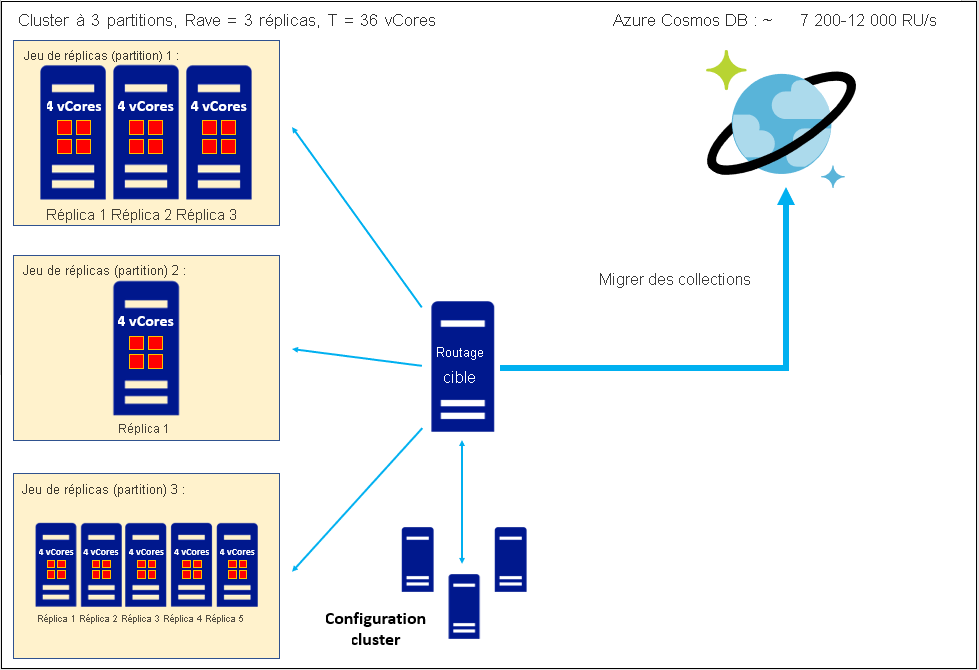 Cluster à 3 partitions, Rave = 3 réplicas, T = 36 vCores
Azure Cosmos DB : ~ 7 200-12 000 RU/s
Jeu de réplicas (partition) 1 :
4 vCores 4 vCores 4 vCores
Réplica 1 Réplica 2 Réplica 3
Jeu de réplicas (partition) 2 :
4 vCores
Réplica 1
Jeu de réplicas (partition) 3 :
4 vCores 4 vCores 4 vCores 4 vCores 4 vCores
Réplica 1 Réplica 2 Réplica 3 Réplica 4 Réplica 5
Routage
cible
Migrer des collections
Configuration
cluster